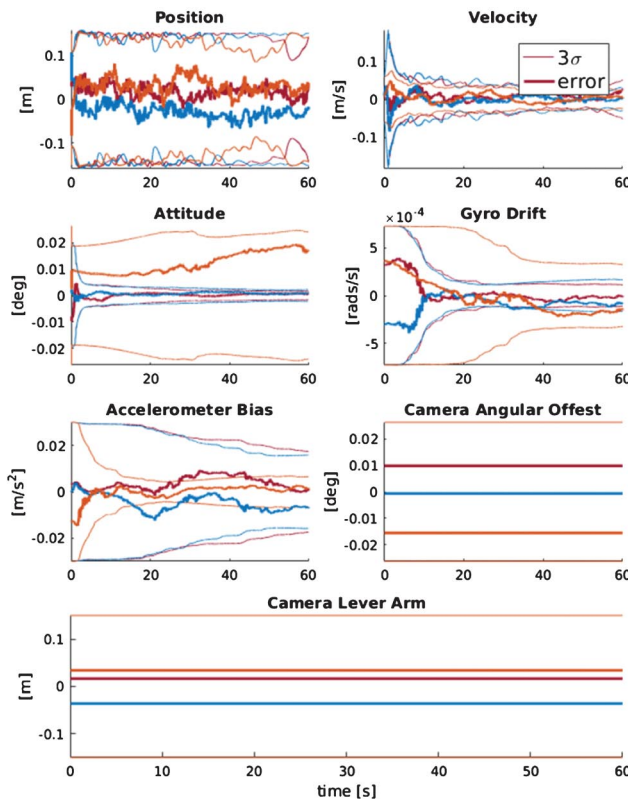 Position
Velocity
0.1
0
-0.1
[m]
0 20 40 60
0.1
0
-0.1
[m/s]
3σ
error
0 20 40 60
Attitude
Gyro Drift
0.02
0.01
0
-0.01
-0.02
[deg]
0 20 40 60
×10⁻⁴
5
0
-5
[rads/s]
0 20 40 60
Accelerometer Bias
Camera Angular Offest
0.02
0
-0.02
[m/s²]
0 20 40 60
0.02
0.01
0
-0.01
-0.02
[deg]
0 20 40 60
Camera Lever Arm
0.1
0
-0.1
[m]
0 10 20 30 40 50 60
time [s]